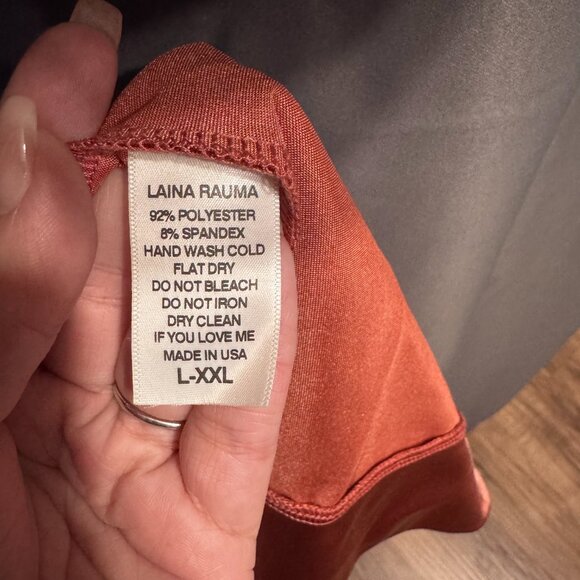 LAINA RAUMA
92% POLYESTER
8% SPANDEX
HAND WASH COLD
FLAT DRY
DO NOT BLEACH
DO NOT IRON
DRY CLEAN
IF YOU LOVE ME
MADE IN USA
L-XXL